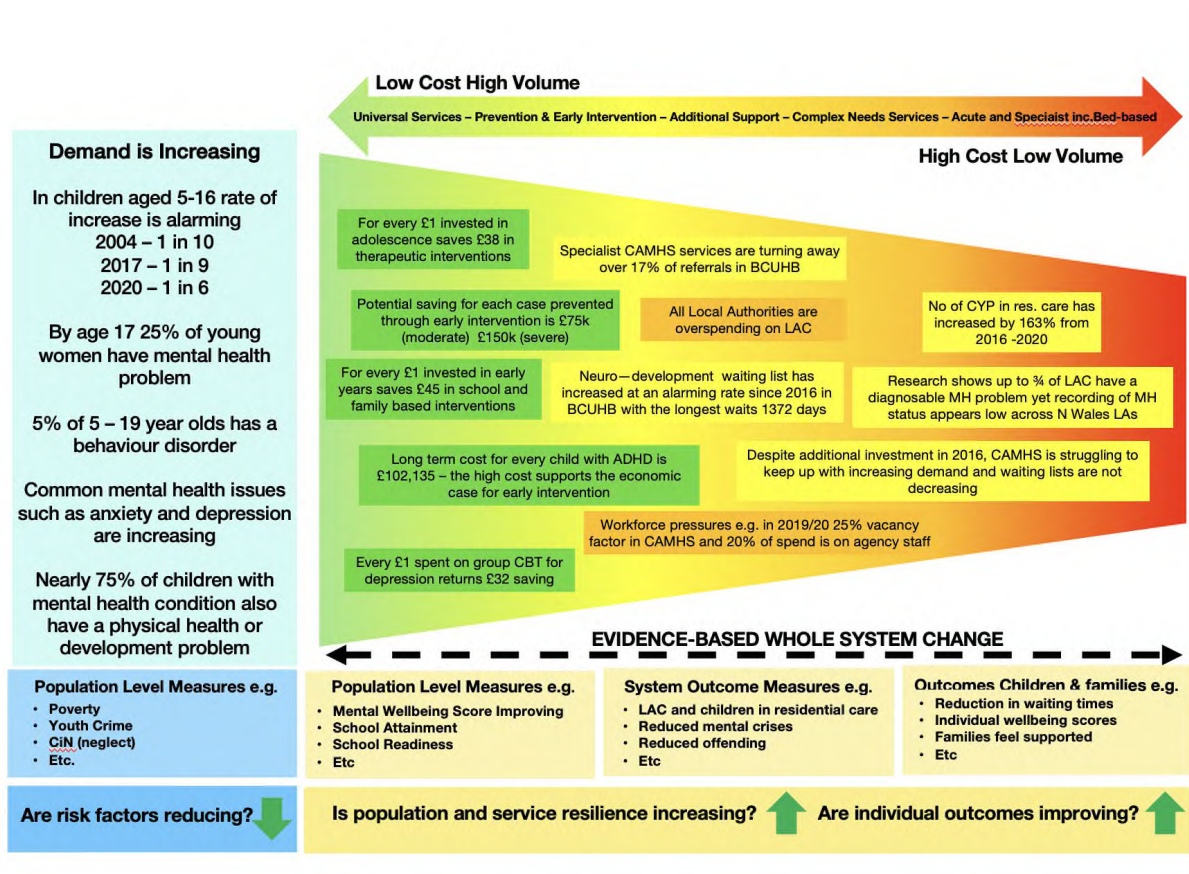 Low Cost High Volume
Universal Services – Prevention & Early Intervention – Additional Support – Complex Needs Services – Acute and Speciaist inc.Bed-based
High Cost Low Volume
Demand is Increasing
In children aged 5-16 rate of
increase is alarming
2004 – 1 in 10
2017 – 1 in 9
2020 – 1 in 6
By age 17 25% of young
women have mental health
problem
5% of 5 – 19 year olds has a
behaviour disorder
Common mental health issues
such as anxiety and depression
are increasing
Nearly 75% of children with
mental health condition also
have a physical health or
development problem
For every £1 invested in
adolescence saves £38 in
therapeutic interventions
Specialist CAMHS services are turning away
over 17% of referrals in BCUHB
Potential saving for each case prevented
through early intervention is £75k
(moderate) £150k (severe)
All Local Authorities are
overspending on LAC
No of CYP in res. care has
increased by 163% from
2016 -2020
For every £1 invested in early
years saves £45 in school and
family based interventions
Neuro—development waiting list has
increased at an alarming rate since 2016 in
BCUHB with the longest waits 1372 days
Research shows up to ¾ of LAC have a
diagnosable MH problem yet recording of MH
status appears low across N Wales LAs
Long term cost for every child with ADHD is
£102,135 – the high cost supports the economic
case for early intervention
Despite additional investment in 2016, CAMHS is struggling to
keep up with increasing demand and waiting lists are not
decreasing
Workforce pressures e.g. in 2019/20 25% vacancy
factor in CAMHS and 20% of spend is on agency staff
Every £1 spent on group CBT for
depression returns £32 saving
EVIDENCE-BASED WHOLE SYSTEM CHANGE
Population Level Measures e.g.
• Poverty
• Youth Crime
• CiN (neglect)
• Etc.
Population Level Measures e.g.
• Mental Wellbeing Score Improving
• School Attainment
• School Readiness
• Etc
System Outcome Measures e.g.
• LAC and children in residential care
• Reduced mental crises
• Reduced offending
• Etc
Outcomes Children & families e.g.
• Reduction in waiting times
• Individual wellbeing scores
• Families feel supported
• Etc
Are risk factors reducing?
Is population and service resilience increasing?
Are individual outcomes improving?